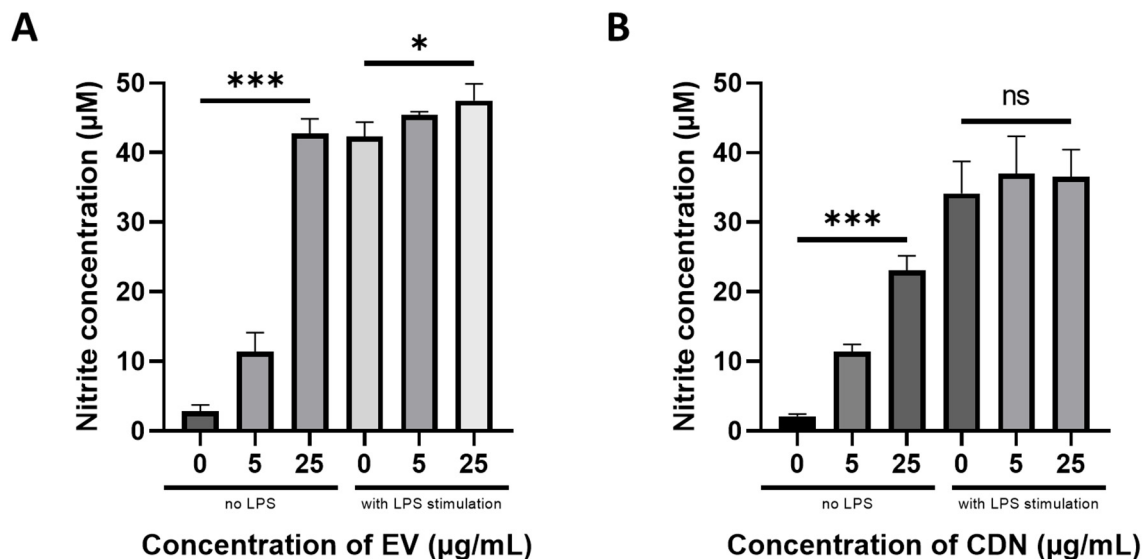 A
Nitrite concentration (µM)
50
40
30
20
10
0
***
*
0 5 25 0 5 25
no LPS with LPS stimulation
Concentration of EV (µg/mL)
B
Nitrite concentration (µM)
50
40
30
20
10
0
***
ns
0 5 25 0 5 25
no LPS with LPS stimulation
Concentration of CDN (µg/mL)